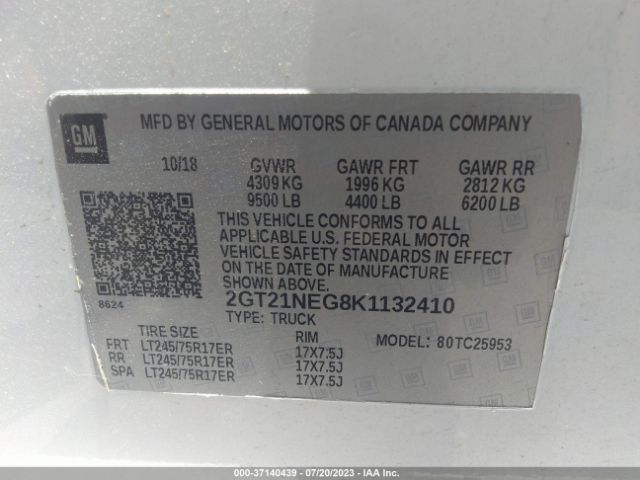 GM
MFD BY GENERAL MOTORS OF CANADA COMPANY
10/18 GVWR GAWR FRT GAWR RR
4309 KG 1996 KG 2812 KG
9500 LB 4400 LB 6200 LB
THIS VEHICLE CONFORMS TO ALL
APPLICABLE U.S. FEDERAL MOTOR
VEHICLE SAFETY STANDARDS IN EFFECT
ON THE DATE OF MANUFACTURE
SHOWN ABOVE.
8624
2GT21NEG8K1132410
TYPE: TRUCK
MODEL: 80TC25953
TIRE SIZE RIM
FRT LT245/75R17ER 17X7.5J
RR LT245/75R17ER 17X7.5J
SPA LT245/75R17ER 17X7.5J
000-37140439 - 07/20/2023 - IAA Inc.